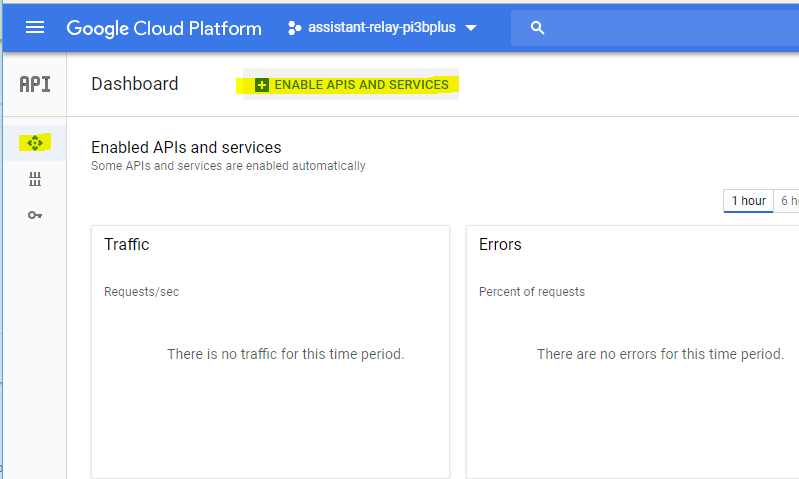 Google Cloud Platform
assistant-relay-pi3bplus
API
Dashboard
ENABLE APIS AND SERVICES
Enabled APIs and services
Some APIs and services are enabled automatically
1 hour
6 h
Traffic
Errors
Requests/sec
Percent of requests
There is no traffic for this time period.
There are no errors for this time period.